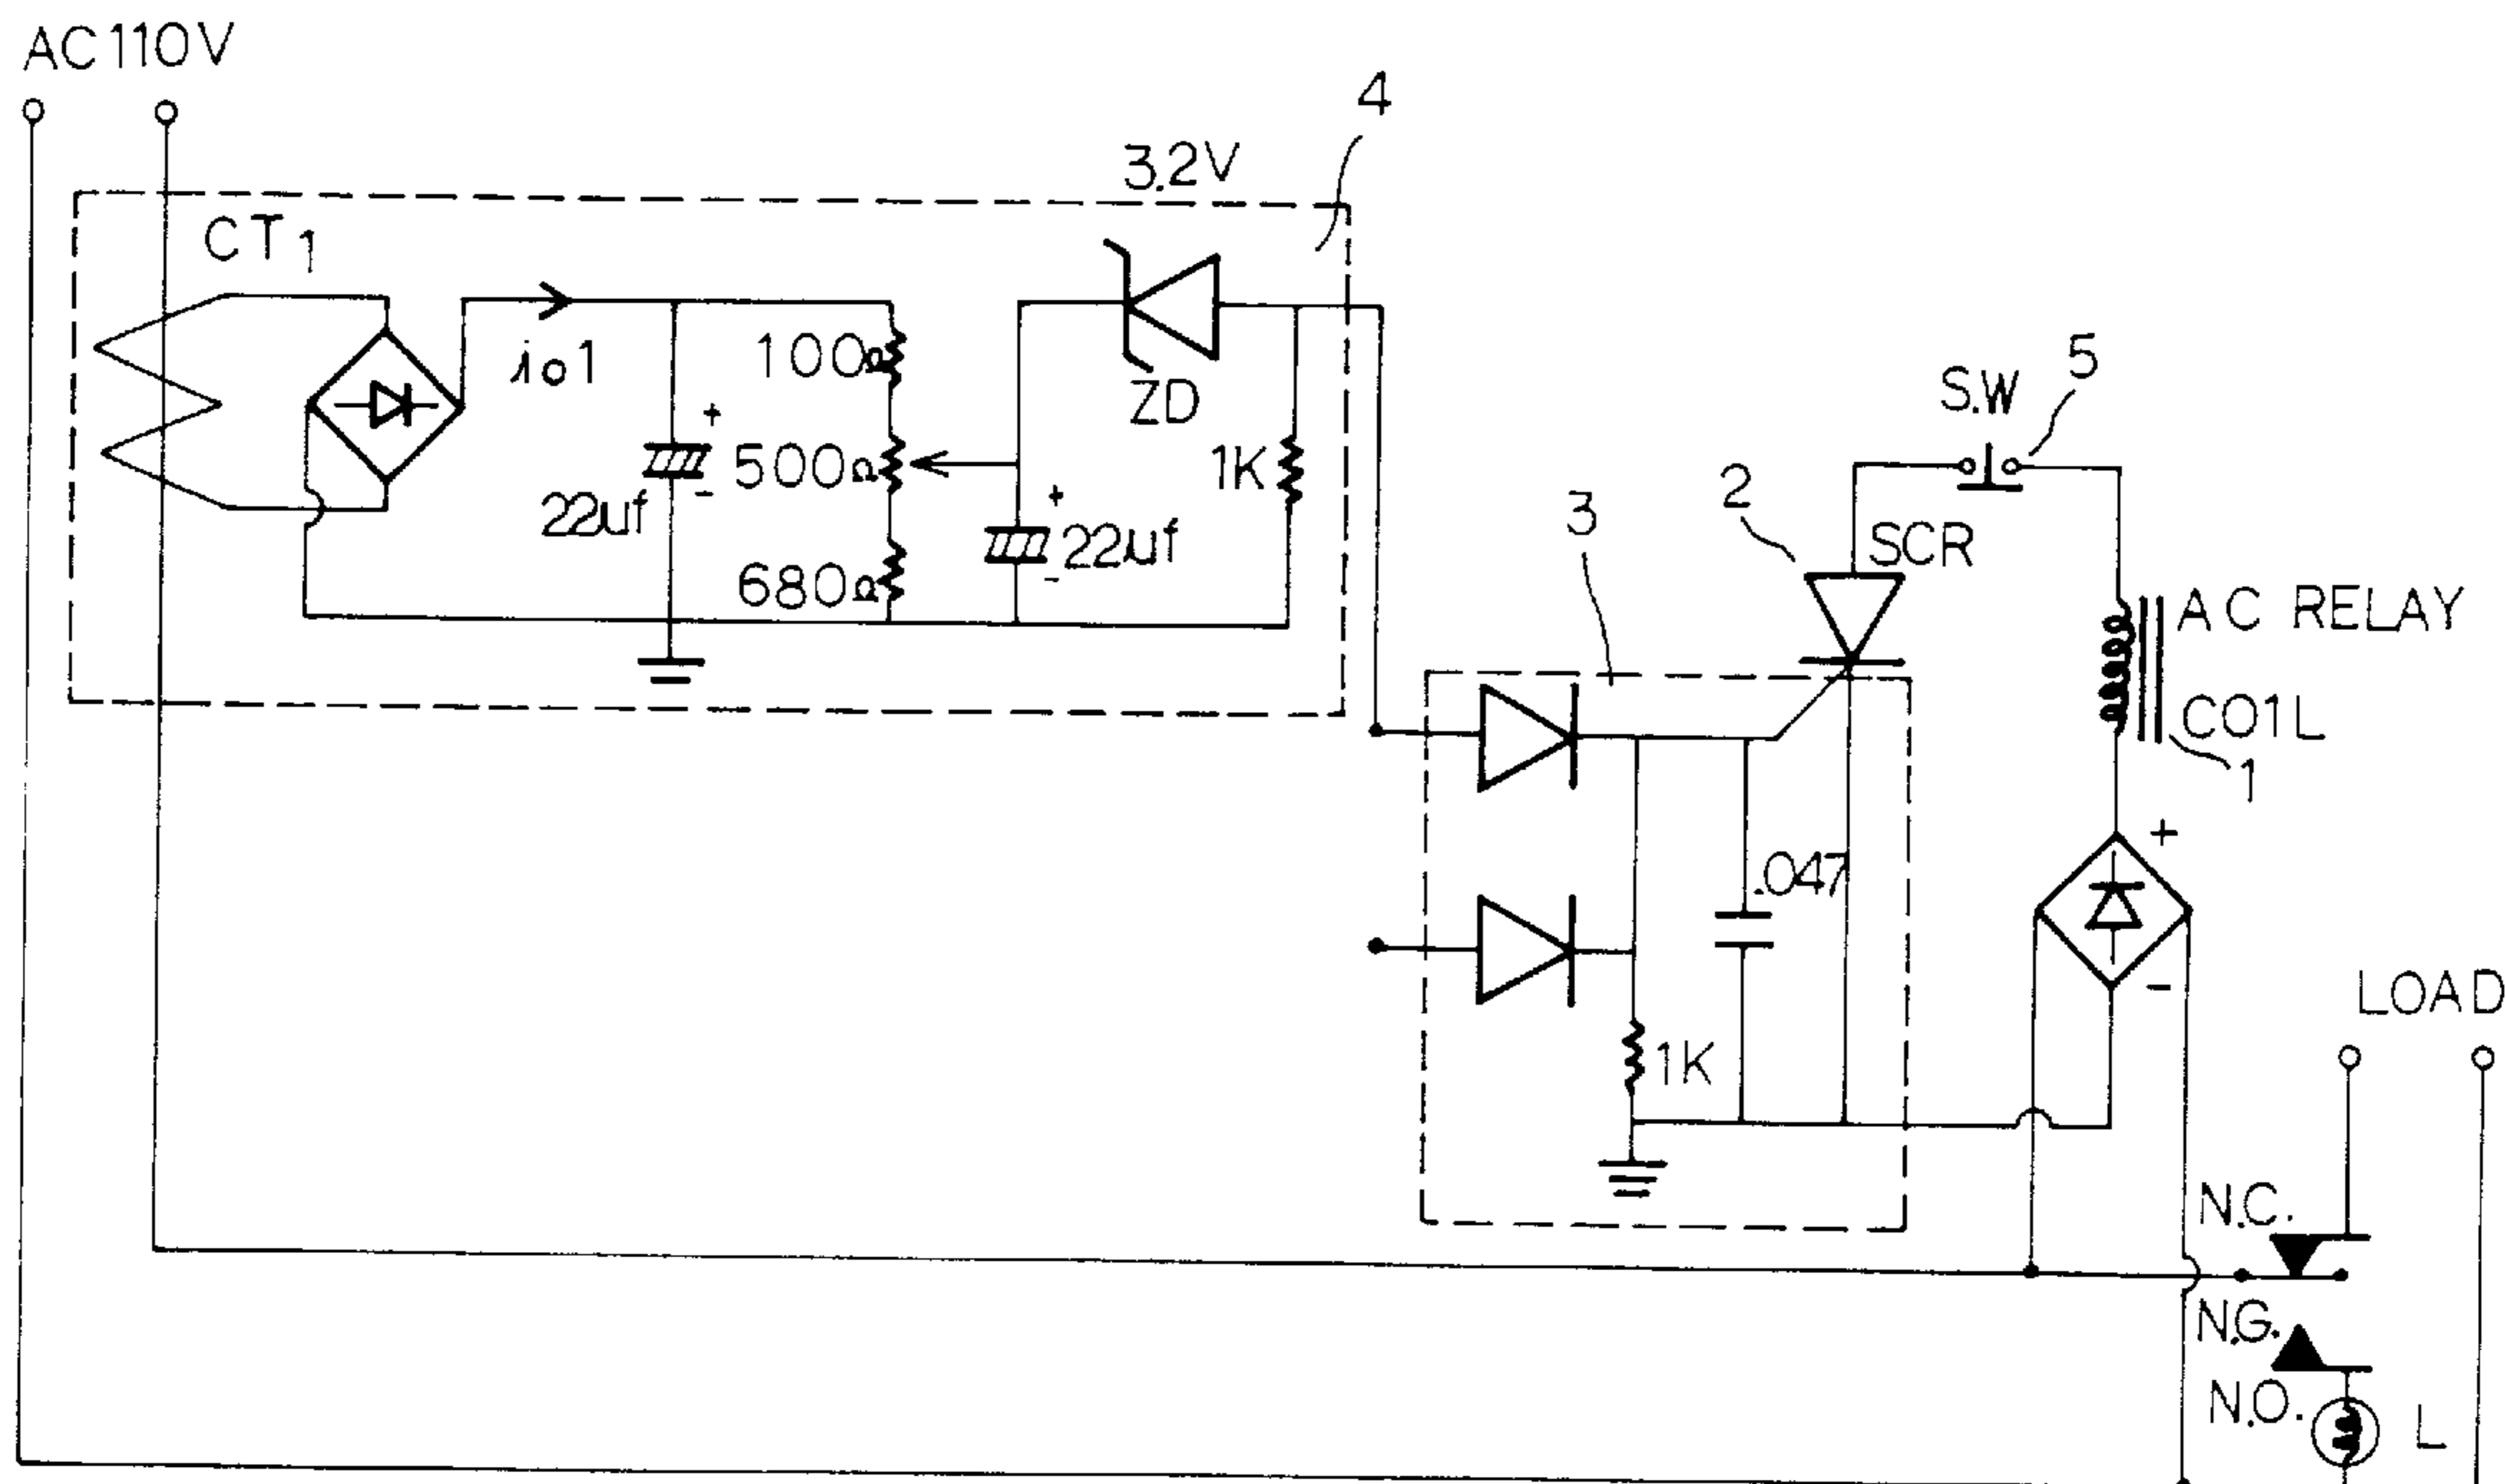 AC110V
4
3.2V
CT1
io1
100Ω
ZD
500Ω
1K
22uf
680Ω
22uf
S.W
5
2
3
SCR
AC RELAY
CO1L
1
+
.047
-
LOAD
1K
N.C.
N.G.
N.O.
L